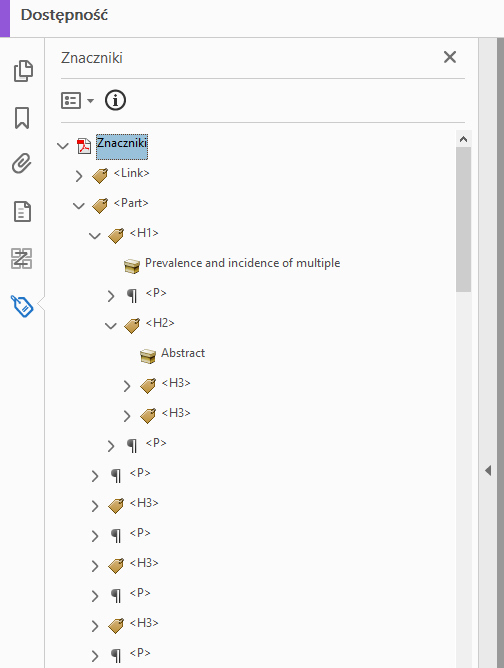 Dostępność
Znaczniki
Znaczniki
<Link>
<Part>
<H1>
Prevalence and incidence of multiple
<P>
<H2>
Abstract
<H3>
<H3>
<P>
<P>
<H3>
<P>
<H3>
<P>
<H3>
<P>